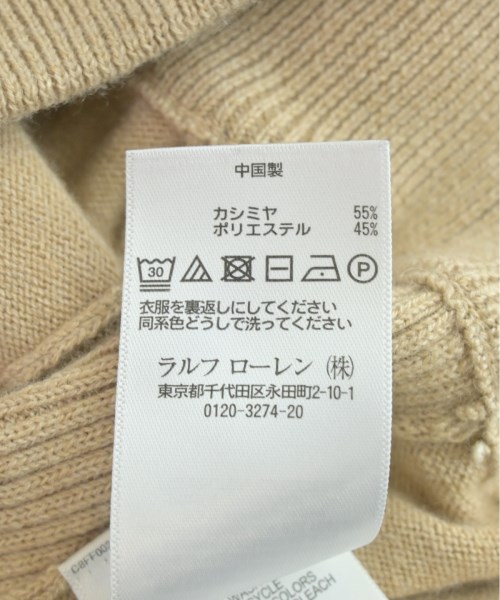 中国製
カシミヤ 55%
ポリエステル 45%
30 P
衣服を裏返しにしてください
同系色どうしで洗ってください
ラルフ ローレン (株)
東京都千代田区永田町2-10-1
0120-3274-20
COLORS
BLEACH